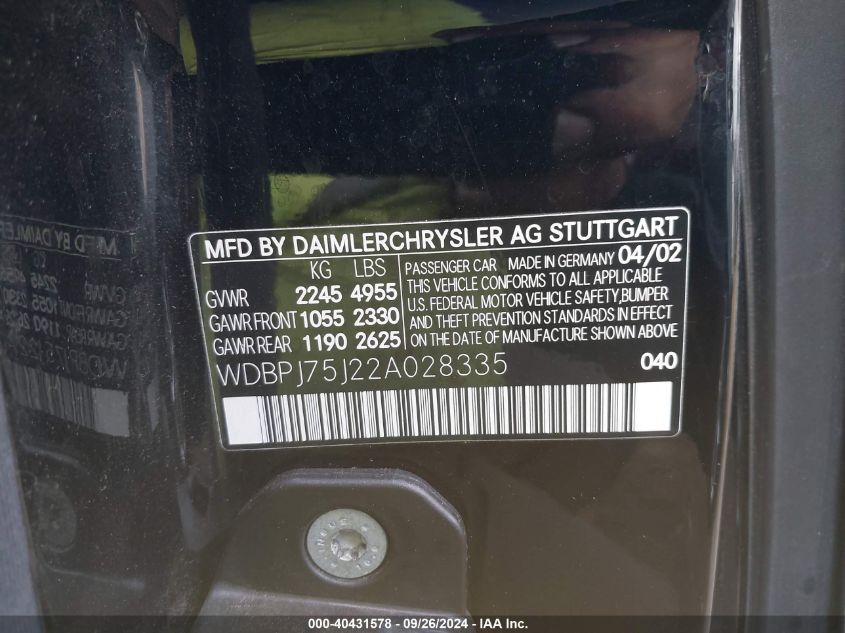 MFD BY DAIMLERCHRYSLER AG STUTTGART
KG LBS
GVWR 2245 4955
GAWR FRONT 1055 2330
GAWR REAR 1190 2625
PASSENGER CAR MADE IN GERMANY 04/02
THIS VEHICLE CONFORMS TO ALL APPLICABLE
U.S. FEDERAL MOTOR VEHICLE SAFETY, BUMPER
AND THEFT PREVENTION STANDARDS IN EFFECT
ON THE DATE OF MANUFACTURE SHOWN ABOVE
WDBPJ75J22A028335 040
000-40431578 - 09/26/2024 - IAA Inc.